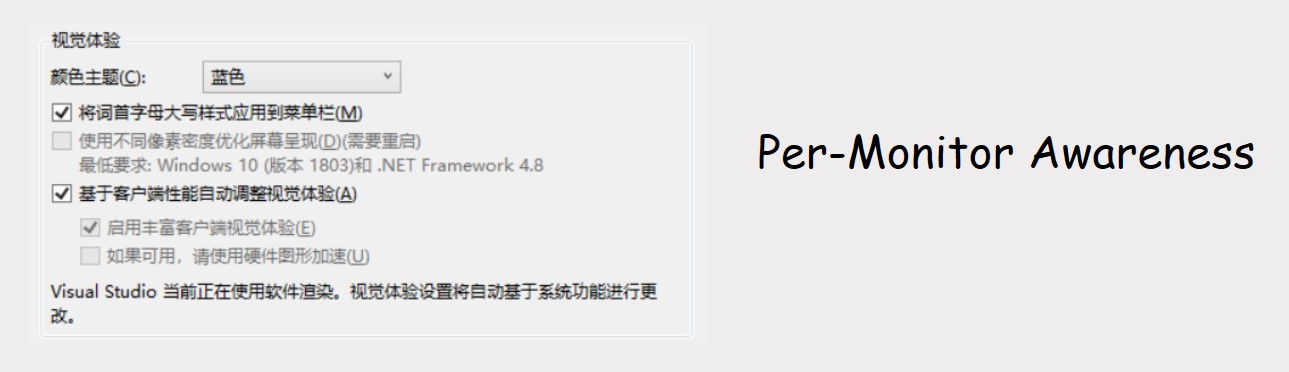 视觉体验
颜色主题(C): 蓝色
将词首字母大写样式应用到菜单栏(M)
使用不同像素密度优化屏幕呈现(D)(需要重启)
最低要求: Windows 10 (版本 1803)和 .NET Framework 4.8
基于客户端性能自动调整视觉体验(A)
启用丰富客户端视觉体验(E)
如果可用，请使用硬件图形加速(U)
Visual Studio 当前正在使用软件渲染。视觉体验设置将自动基于系统功能进行更
改。
Per-Monitor Awareness